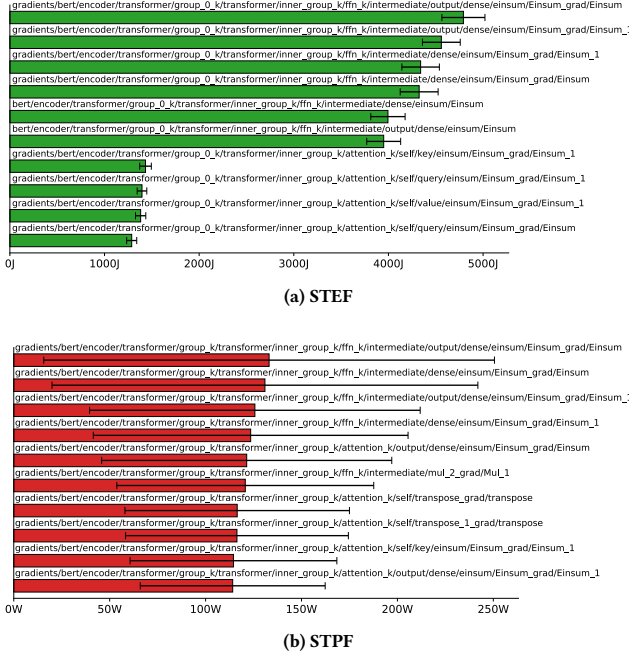 gradients/bert/encoder/transformer/group_0_k/transformer/inner_group_k/ffn_k/intermediate/output/dense/einsum/Einsum_grad/Einsum
gradients/bert/encoder/transformer/group_0_k/transformer/inner_group_k/ffn_k/intermediate/output/dense/einsum/Einsum_grad/Einsum_1
gradients/bert/encoder/transformer/group_0_k/transformer/inner_group_k/ffn_k/intermediate/dense/einsum/Einsum_grad/Einsum_1
gradients/bert/encoder/transformer/group_0_k/transformer/inner_group_k/ffn_k/intermediate/dense/einsum/Einsum_grad/Einsum
bert/encoder/transformer/group_0_k/transformer/inner_group_k/ffn_k/intermediate/dense/einsum/Einsum
bert/encoder/transformer/group_0_k/transformer/inner_group_k/ffn_k/intermediate/output/dense/einsum/Einsum
gradients/bert/encoder/transformer/group_0_k/transformer/inner_group_k/attention_k/self/key/einsum/Einsum_grad/Einsum_1
gradients/bert/encoder/transformer/group_0_k/transformer/inner_group_k/attention_k/self/query/einsum/Einsum_grad/Einsum_1
gradients/bert/encoder/transformer/group_0_k/transformer/inner_group_k/attention_k/self/value/einsum/Einsum_grad/Einsum_1
gradients/bert/encoder/transformer/group_0_k/transformer/inner_group_k/attention_k/self/query/einsum/Einsum_grad/Einsum
0J 1000J 2000J 3000J 4000J 5000J
(a) STEF
gradients/bert/encoder/transformer/group_k/transformer/inner_group_k/ffn_k/intermediate/output/dense/einsum/Einsum_grad/Einsum
gradients/bert/encoder/transformer/group_k/transformer/inner_group_k/ffn_k/intermediate/dense/einsum/Einsum_grad/Einsum
gradients/bert/encoder/transformer/group_k/transformer/inner_group_k/ffn_k/intermediate/output/dense/einsum/Einsum_grad/Einsum_1
gradients/bert/encoder/transformer/group_k/transformer/inner_group_k/ffn_k/intermediate/dense/einsum/Einsum_grad/Einsum_1
gradients/bert/encoder/transformer/group_k/transformer/inner_group_k/attention_k/output/dense/einsum/Einsum_grad/Einsum
gradients/bert/encoder/transformer/group_k/transformer/inner_group_k/ffn_k/intermediate/mul_2_grad/Mul_1
gradients/bert/encoder/transformer/group_k/transformer/inner_group_k/attention_k/self/transpose_grad/transpose
gradients/bert/encoder/transformer/group_k/transformer/inner_group_k/attention_k/self/transpose_1_grad/transpose
gradients/bert/encoder/transformer/group_k/transformer/inner_group_k/attention_k/self/key/einsum/Einsum_grad/Einsum_1
gradients/bert/encoder/transformer/group_k/transformer/inner_group_k/attention_k/output/dense/einsum/Einsum_grad/Einsum_1
0W 50W 100W 150W 200W 250W
(b) STPF